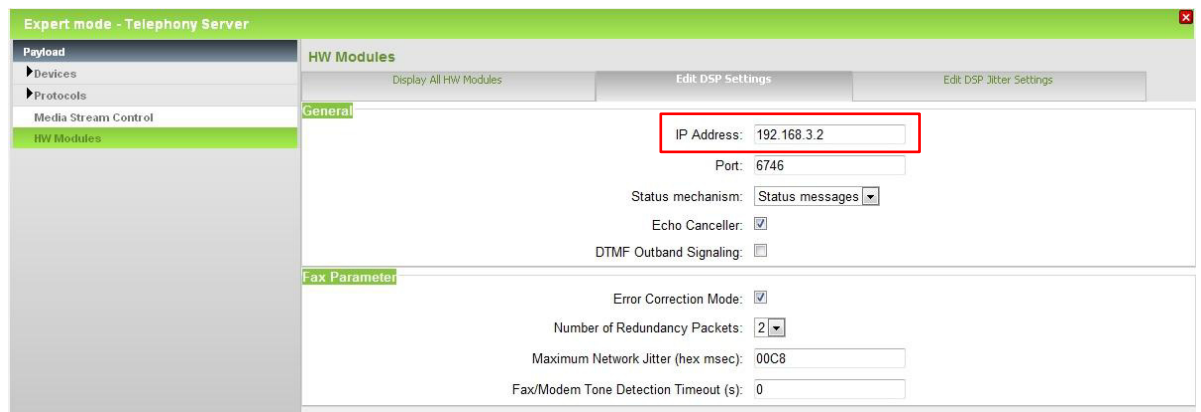 Expert mode - Telephony Server
Payload
Devices
Protocols
Media Stream Control
HW Modules
HW Modules
Display All HW Modules
Edit DSP Settings
Edit DSP Jitter Settings
General
IP Address: 192.168.3.2
Port: 6746
Status mechanism: Status messages
Echo Canceller:
DTMF Outband Signaling:
Fax Parameter
Error Correction Mode:
Number of Redundancy Packets: 2
Maximum Network Jitter (hex msec): 00C8
Fax/Modem Tone Detection Timeout (s): 0